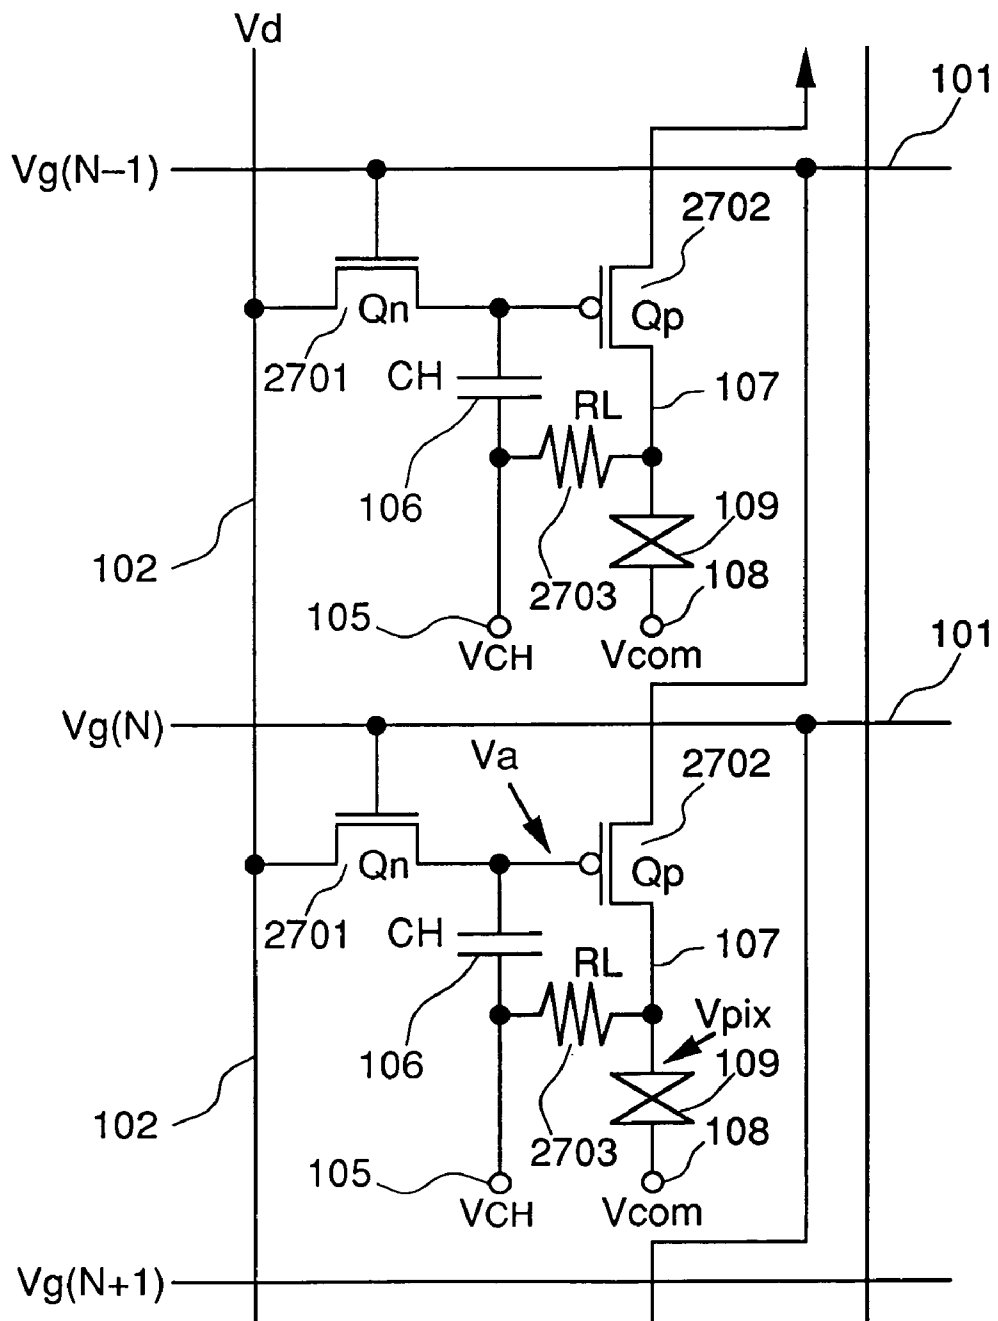 Vd
101
Vg(N−1)
2702
Qn
Qp
2701
CH
107
RL
106
109
102
2703
108
105
VCH
Vcom
101
Vg(N)
Va
2702
Qn
Qp
2701
CH
107
RL
Vpix
106
109
102
2703
108
105
VCH
Vcom
Vg(N+1)